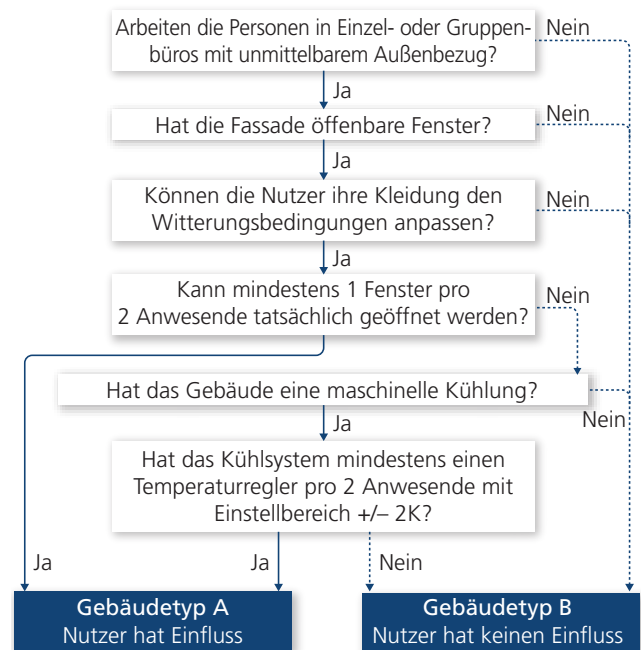 Arbeiten die Personen in Einzel- oder Gruppen-
büros mit unmittelbarem Außenbezug?
Nein
Ja
Hat die Fassade öffenbare Fenster?
Nein
Ja
Können die Nutzer ihre Kleidung den
Witterungsbedingungen anpassen?
Nein
Ja
Kann mindestens 1 Fenster pro
2 Anwesende tatsächlich geöffnet werden?
Nein
Hat das Gebäude eine maschinelle Kühlung?
Nein
Ja
Hat das Kühlsystem mindestens einen
Temperaturregler pro 2 Anwesende mit
Einstellbereich +/– 2K?
Ja
Ja
Nein
Gebäudetyp A
Nutzer hat Einfluss
Gebäudetyp B
Nutzer hat keinen Einfluss